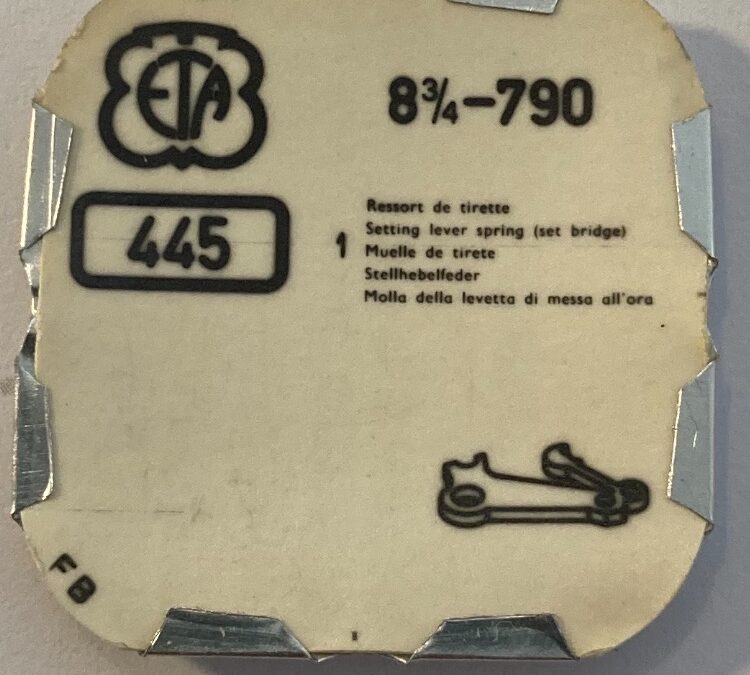 ETA
8¾-790
445
1
Ressort de tirette
Setting lever spring (set bridge)
Muelle de tirete
Stellhebelfeder
Molla della levetta di messa all'ora
FB